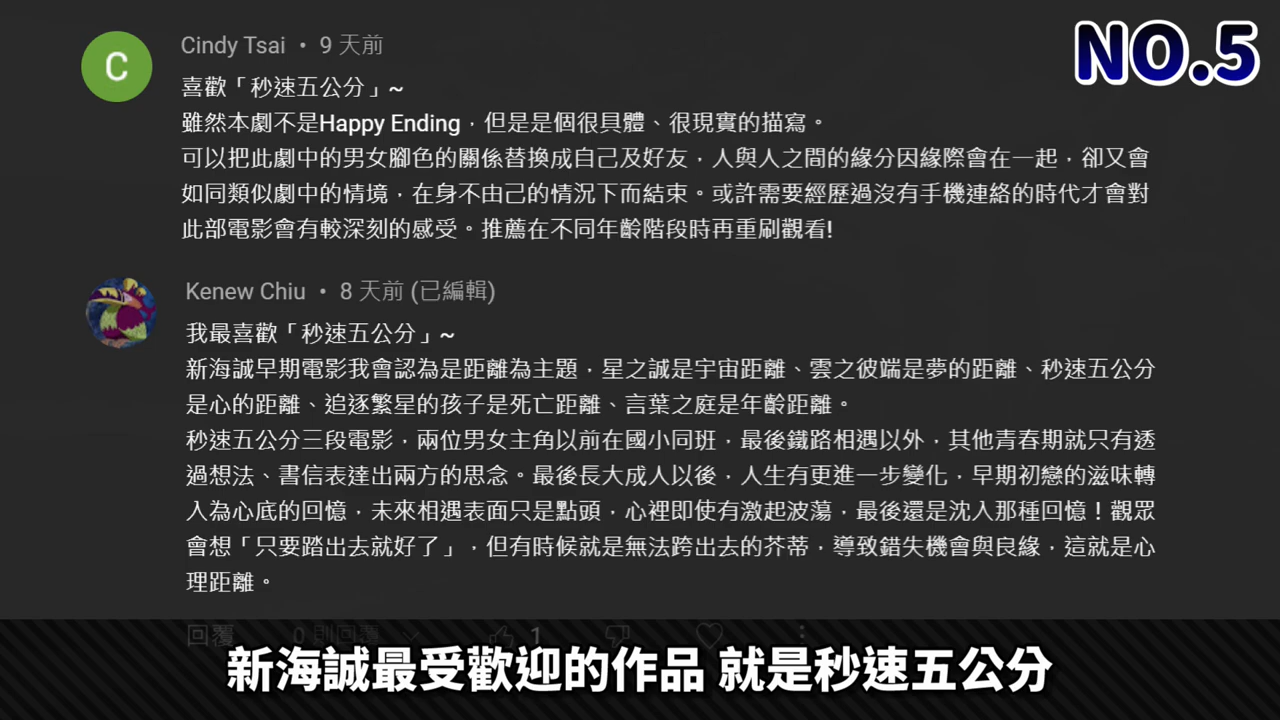 NO.5
Cindy Tsai • 9 天前
喜歡「秒速五公分」~
雖然本劇不是Happy Ending，但是是個很具體、很現實的描寫。
可以把此劇中的男女腳色的關係替換成自己及好友，人與人之間的緣分因緣際會在一起，卻又會
如同類似劇中的情境，在身不由己的情況下而結束。或許需要經歷過沒有手機連絡的時代才會對
此部電影會有較深刻的感受。推薦在不同年齡階段時再重刷觀看!
C
Kenew Chiu • 8 天前 (已編輯)
我最喜歡「秒速五公分」~
新海誠早期電影我會認為是距離為主題，星之誠是宇宙距離、雲之彼端是夢的距離、秒速五公分
是心的距離、追逐繁星的孩子是死亡距離、言葉之庭是年齡距離。
秒速五公分三段電影，兩位男女主角以前在國小同班，最後鐵路相遇以外，其他青春期就只有透
過想法、書信表達出兩方的思念。最後長大成人以後，人生有更進一步變化，早期初戀的滋味轉
入為心底的回憶，未來相遇表面只是點頭，心裡即使有激起波蕩，最後還是沈入那種回憶！觀眾
會想「只要踏出去就好了」，但有時候就是無法跨出去的芥蒂，導致錯失機會與良緣，這就是心
理距離。
回覆 0 則回覆 1
新海誠最受歡迎的作品 就是秒速五公分